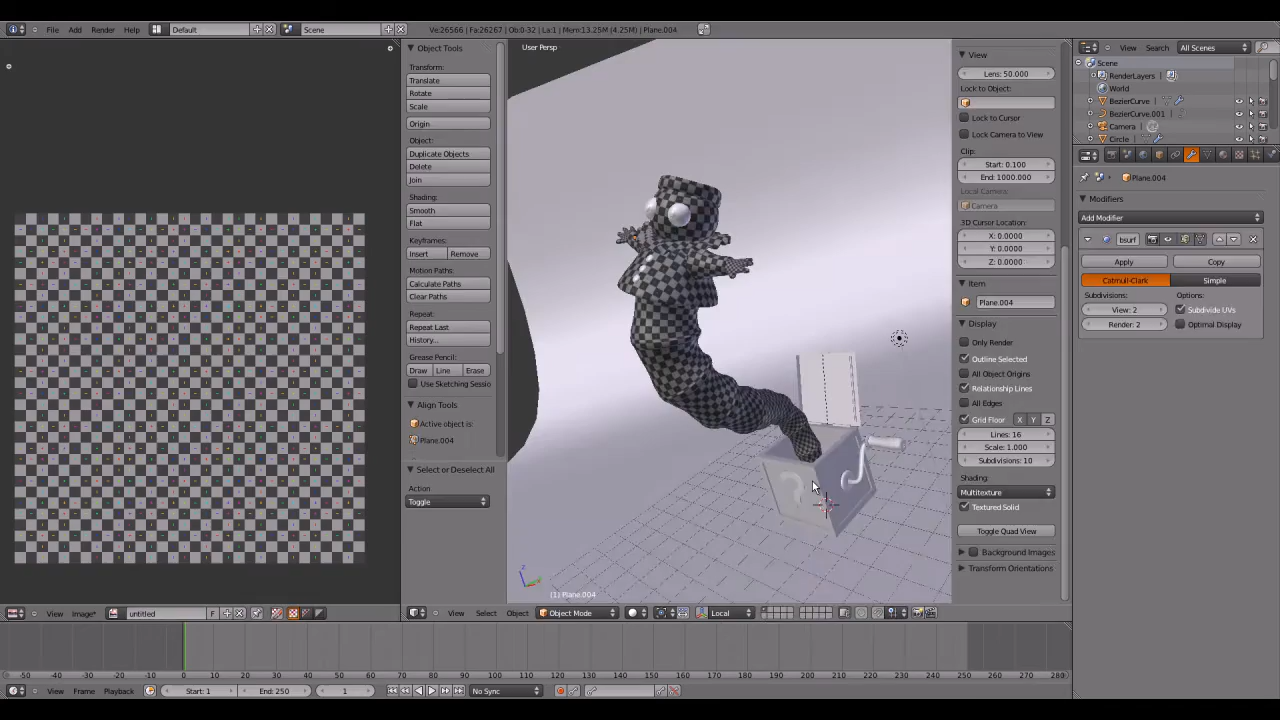 File Add Render Help Default Scene Ve:26566 | Fa:26267 | Ob:0-32 | La:1 | Mem:13.25M (4.25M) | Plane.004
Object Tools
Transform:
Translate
Rotate
Scale
Origin
Object:
Duplicate Objects
Delete
Join
Shading:
Smooth
Flat
Keyframes:
Insert Remove
Motion Paths:
Calculate Paths
Clear Paths
Repeat:
Repeat Last
History...
Grease Pencil:
Draw Line Erase
Use Sketching Sessio
Align Tools
Active object is:
Plane.004
Select or Deselect All
Action
Toggle
User Persp
?
(1) Plane.004
View
Lens: 50.000
Lock to Object:
Lock to Cursor
Lock Camera to View
Clip:
Start: 0.100
End: 1000.000
Local Camera:
Camera
3D Cursor Location:
X: 0.0000
Y: 0.0000
Z: 0.0000
Item
Plane.004
Display
Only Render
Outline Selected
All Object Origins
Relationship Lines
All Edges
Grid Floor X Y Z
Lines: 16
Scale: 1.000
Subdivisions: 10
Shading:
Multitexture
Textured Solid
Toggle Quad View
Background Images
Transform Orientations
View Search All Scenes
Scene
RenderLayers
World
BezierCurve
BezierCurve.001
Camera
Circle
Plane.004
Modifiers
Add Modifier
bsurf
Apply Copy
Catmull-Clark Simple
Subdivisions: Options:
View: 2 Subdivide UVs
Render: 2 Optimal Display
View Image* untitled F
View Select Object Object Mode Local
-50 -40 -30 -20 -10 0 10 20 30 40 50 60 70 80 90 100 110 120 130 140 150 160 170 180 190 200 210 220 230 240 250 260 270 280
View Frame Playback Start: 1 End: 250 1 No Sync